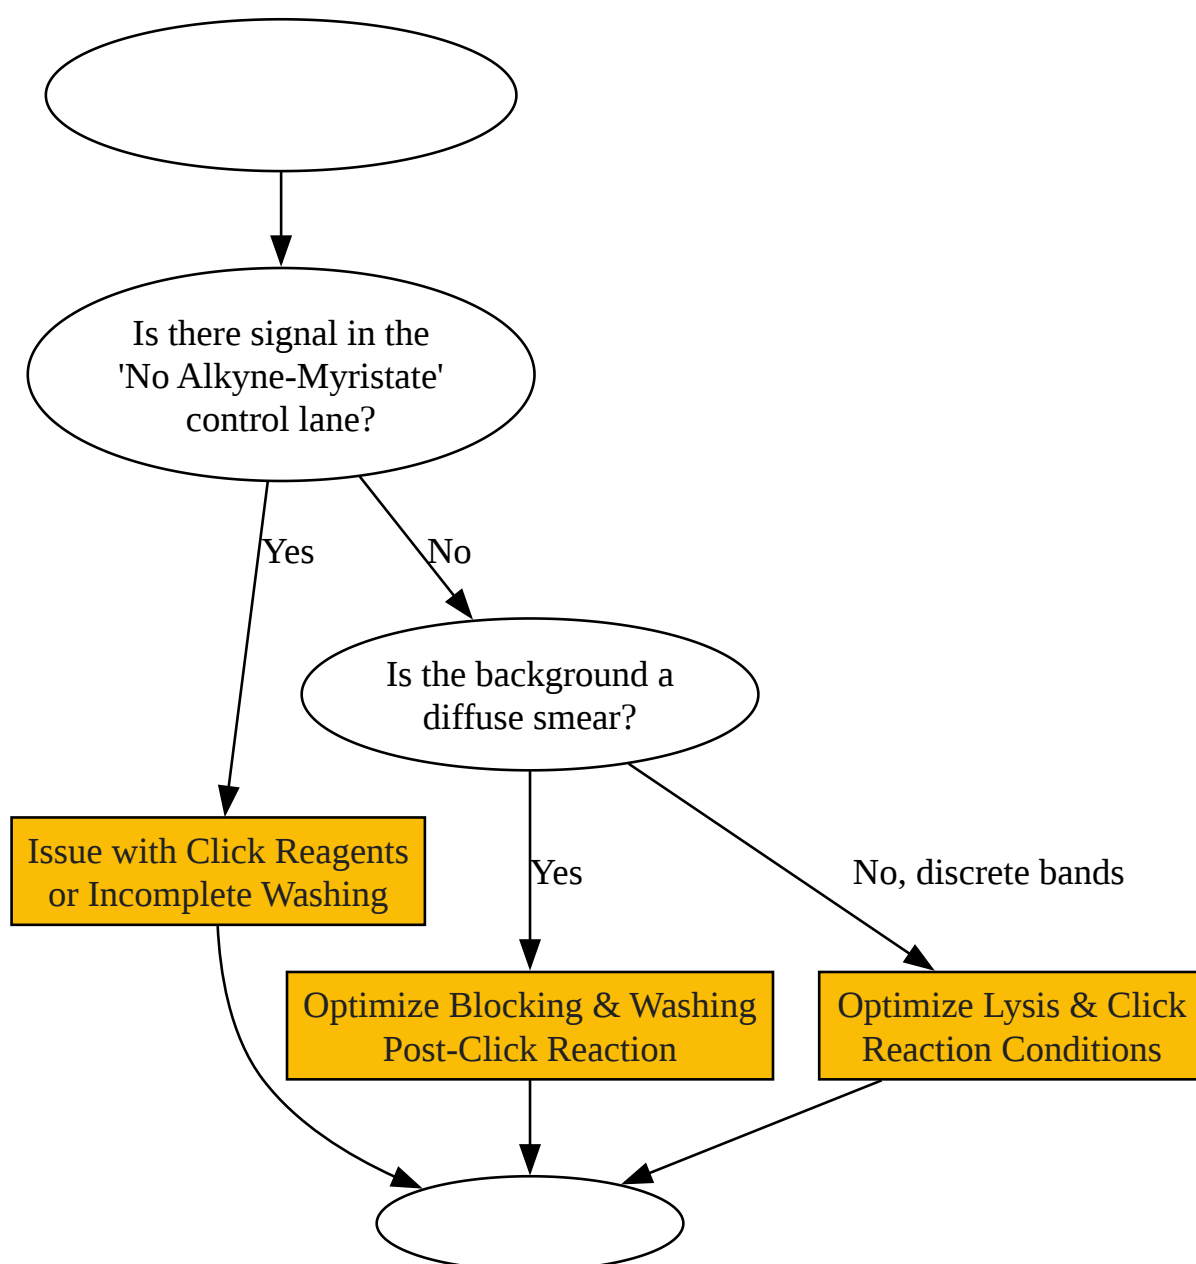 Is there signal in the
'No Alkyne-Myristate'
control lane?
Yes
No
Is the background a
diffuse smear?
Issue with Click Reagents
or Incomplete Washing
Yes
No, discrete bands
Optimize Blocking & Washing
Post-Click Reaction
Optimize Lysis & Click
Reaction Conditions